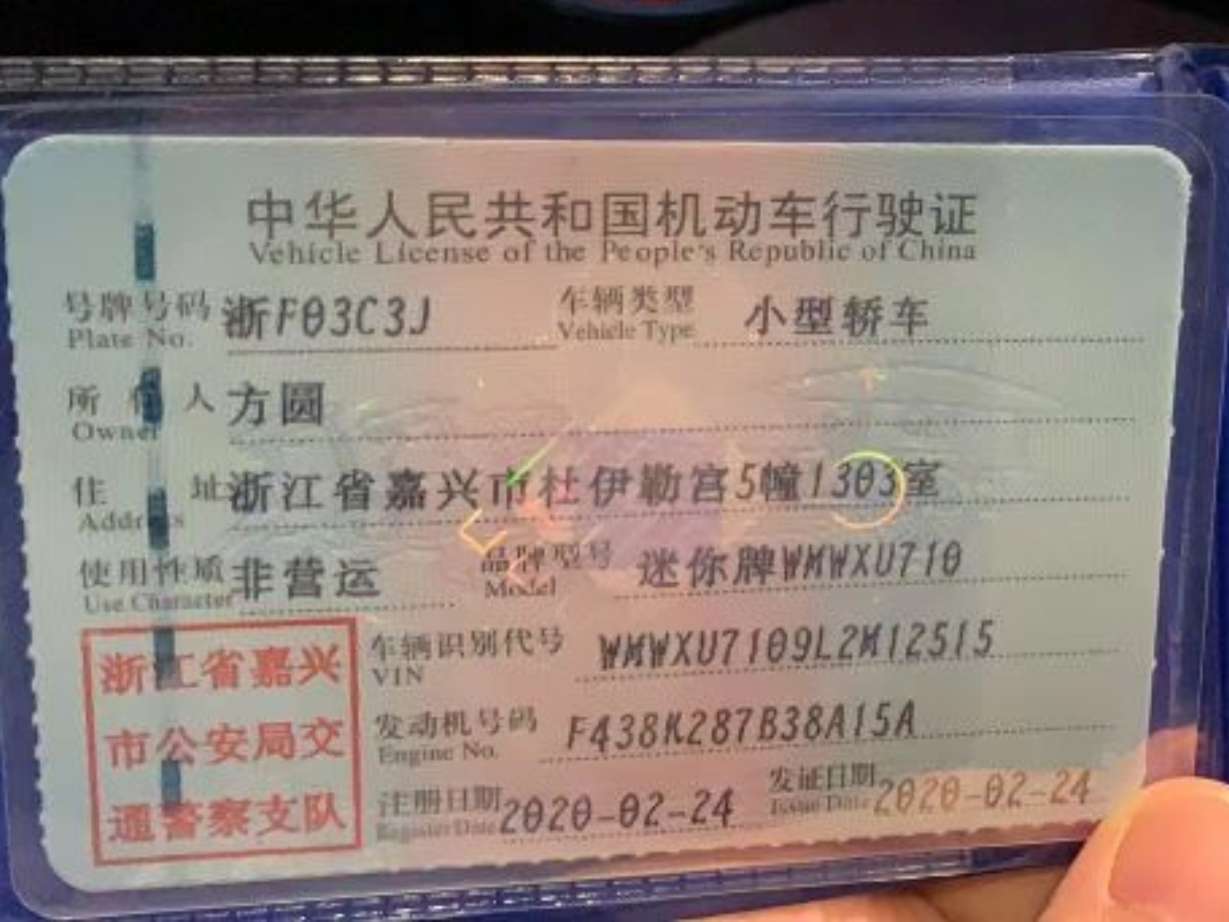 中华人民共和国机动车行驶证
Vehicle License of the People's Republic of China
号牌号码 浙F03C3J 车辆类型 小型轿车
Plate No. Vehicle Type
所有人 方圆
Owner
住址 浙江省嘉兴市杜伊勒宫5幢1303室
Address
使用性质 非营运 品牌型号 迷你牌WMWXU710
Use Character Model
浙江省嘉兴 车辆识别代号 WMWXU7109L2M12515
VIN
市公安局交 发动机号码 F438K287B38A15A
Engine No.
通警察支队 注册日期 2020-02-24 发证日期 2020-02-24
Register Date Issue Date